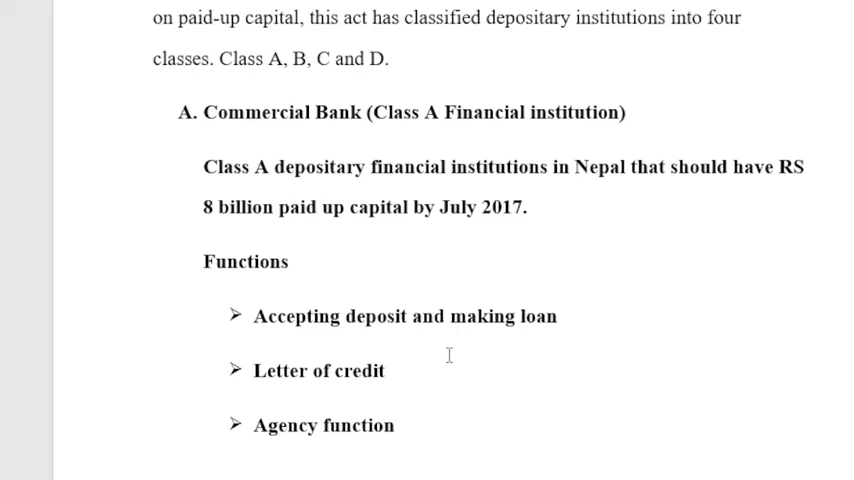 on paid-up capital, this act has classified depositary institutions into four
classes. Class A, B, C and D.
A. Commercial Bank (Class A Financial institution)
Class A depositary financial institutions in Nepal that should have RS
8 billion paid up capital by July 2017.
Functions
➢ Accepting deposit and making loan
➢ Letter of credit
➢ Agency function